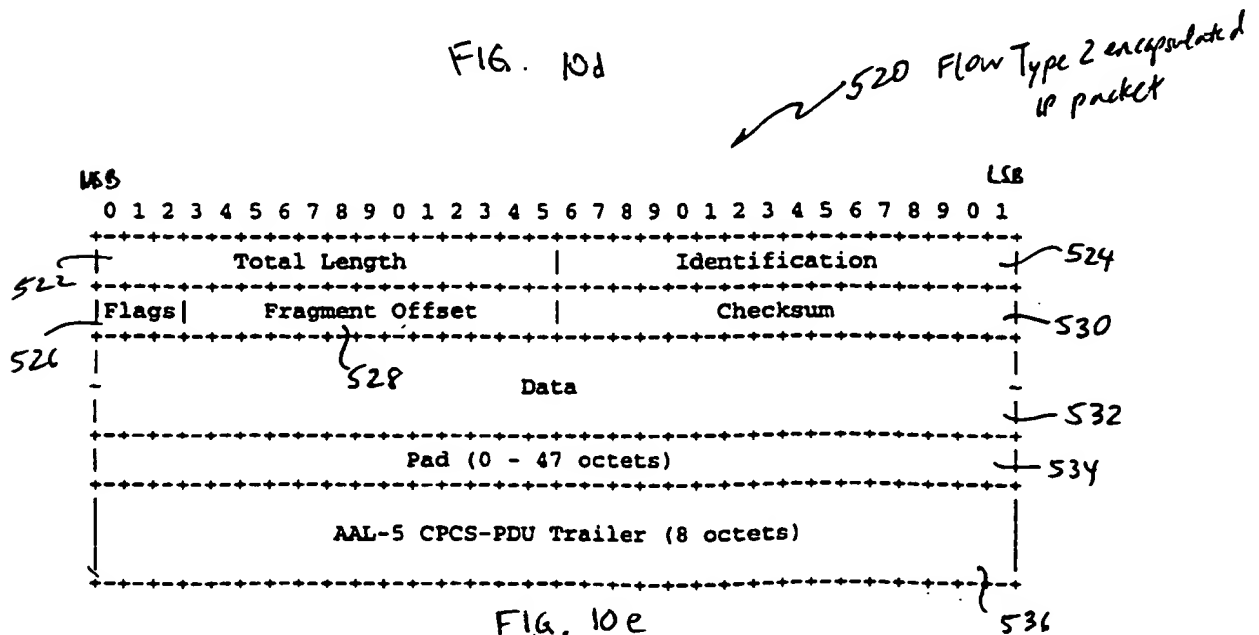 FIG. 10d
520 Flow Type 2 encapsulated
IP packet
MSB LSB
0 1 2 3 4 5 6 7 8 9 0 1 2 3 4 5 6 7 8 9 0 1 2 3 4 5 6 7 8 9 0 1
522 Total Length | Identification 524
526 |Flags| Fragment Offset | Checksum 530
528
Data
532
Pad (0 - 47 octets) 534
AAL-5 CPCS-PDU Trailer (8 octets)
536
FIG. 10e